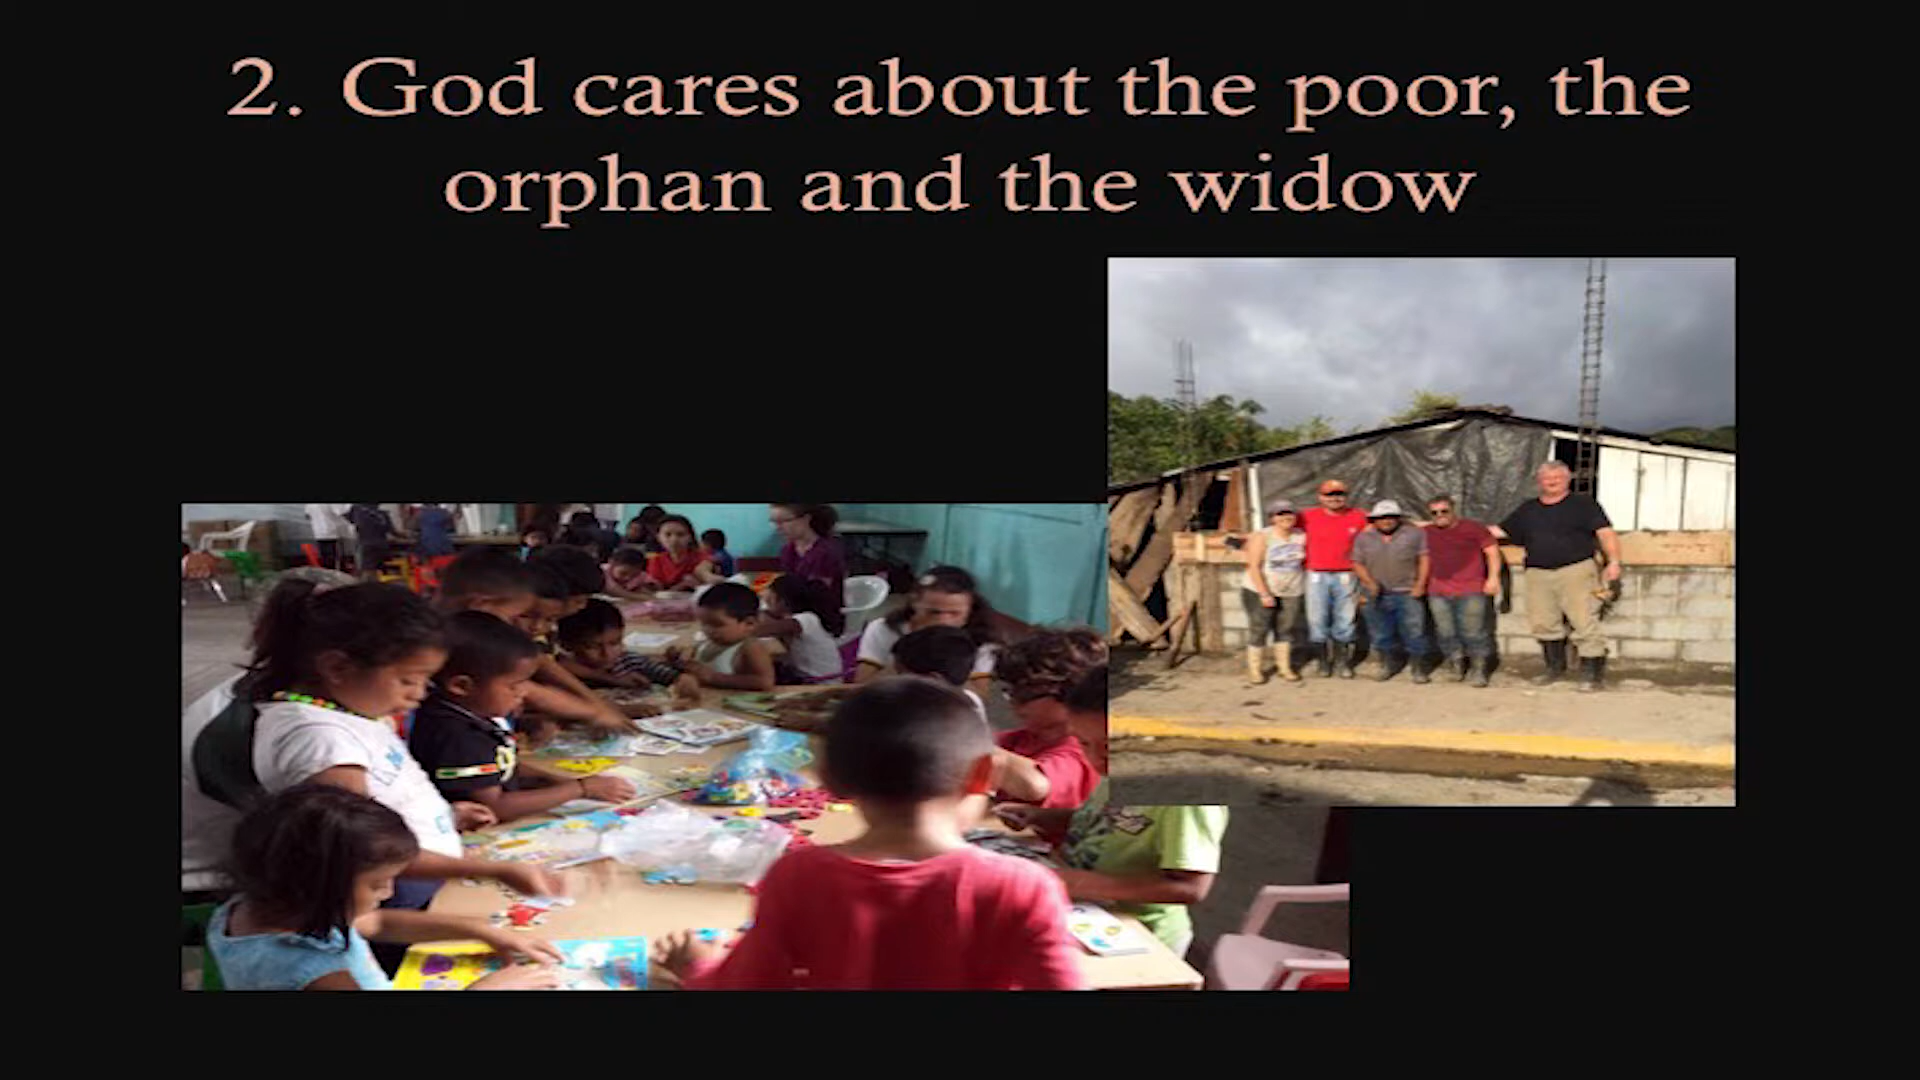 2. God cares about the poor, the
orphan and the widow